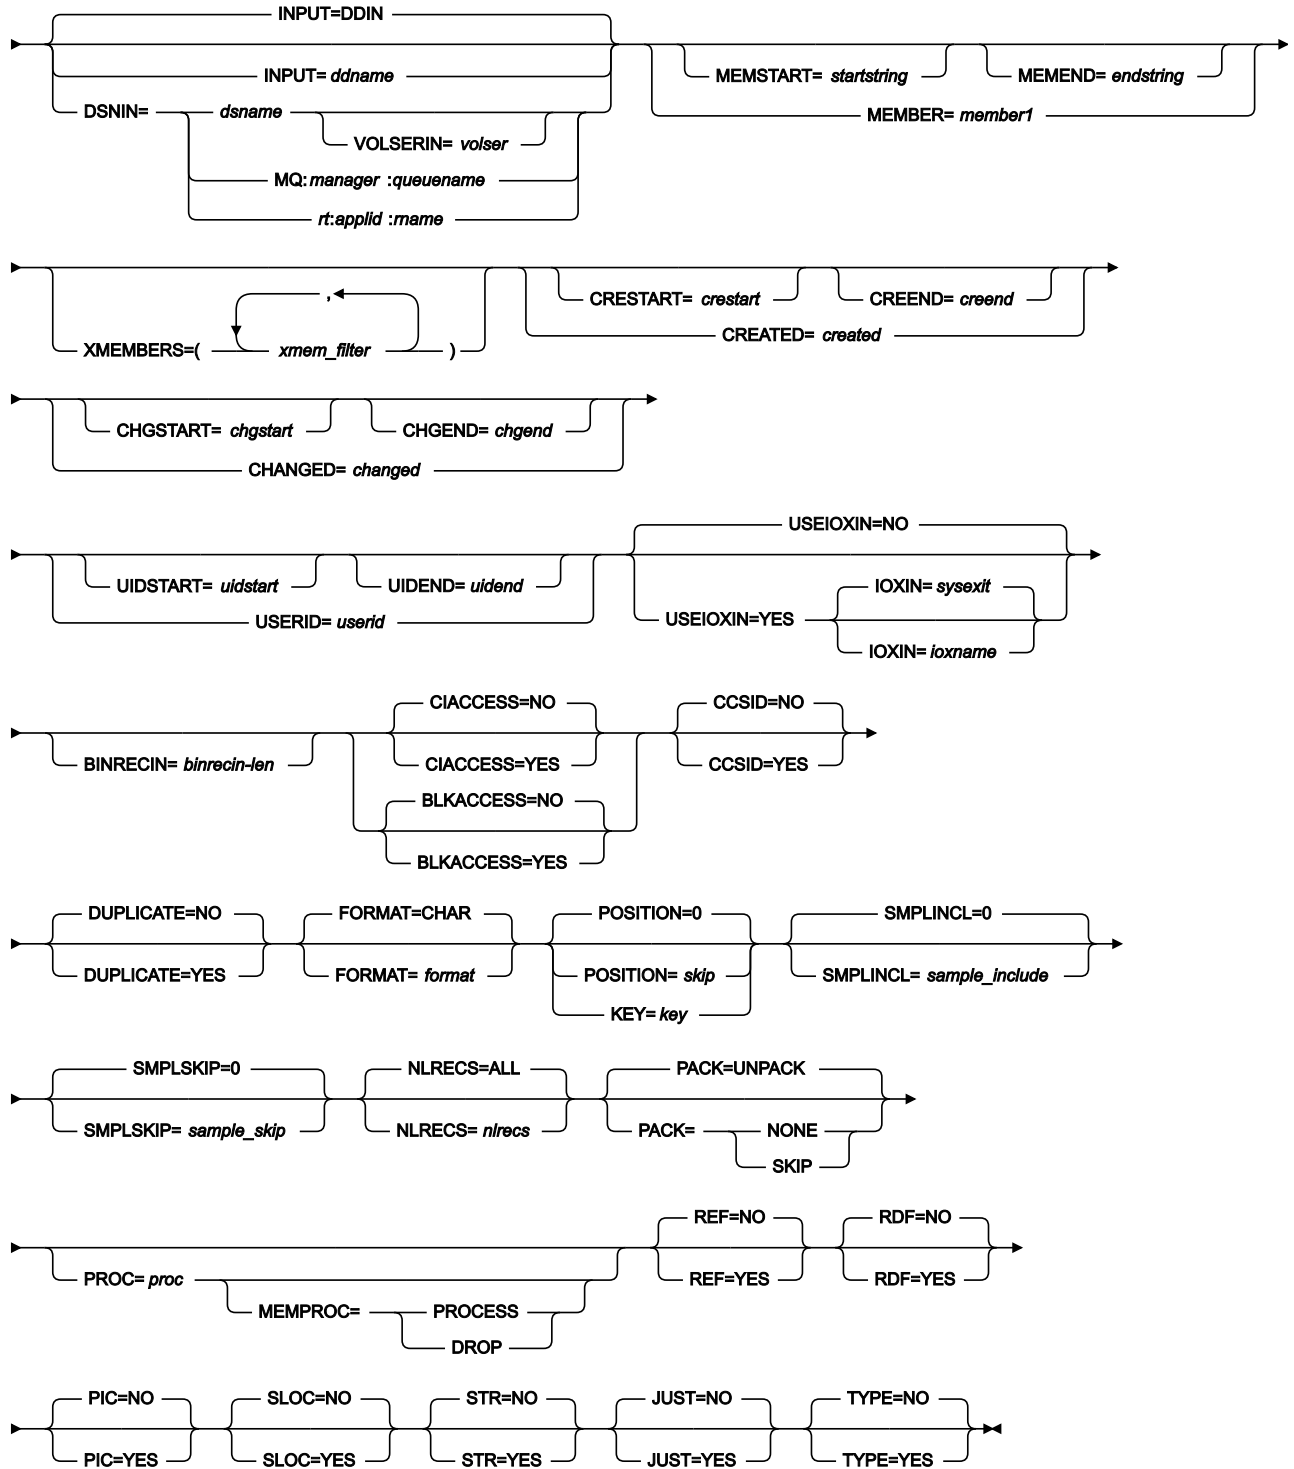 INPUT=DDIN
INPUT= ddname
MEMSTART= startstring
MEMEND= endstring
DSNIN= dsname
MEMBER= member1
VOLSERIN= volser
MQ:manager :queuename
rt:applid :rname
,
CRESTART= crestart
CREEND= creend
CREATED= created
XMEMBERS=( xmem_filter )
CHGSTART= chgstart
CHGEND= chgend
CHANGED= changed
USEIOXIN=NO
UIDSTART= uidstart
UIDEND= uidend
IOXIN= sysexit
USERID= userid
USEIOXIN=YES
IOXIN= ioxname
CIACCESS=NO
CCSID=NO
BINRECIN= binrecin-len
CIACCESS=YES
CCSID=YES
BLKACCESS=NO
BLKACCESS=YES
DUPLICATE=NO
FORMAT=CHAR
POSITION=0
SMPLINCL=0
DUPLICATE=YES
FORMAT= format
POSITION= skip
SMPLINCL= sample_include
KEY= key
SMPLSKIP=0
NLRECS=ALL
PACK=UNPACK
SMPLSKIP= sample_skip
NLRECS= nlrecs
PACK= NONE
SKIP
REF=NO
RDF=NO
PROC= proc
REF=YES
RDF=YES
MEMPROC= PROCESS
DROP
PIC=NO
SLOC=NO
STR=NO
JUST=NO
TYPE=NO
PIC=YES
SLOC=YES
STR=YES
JUST=YES
TYPE=YES